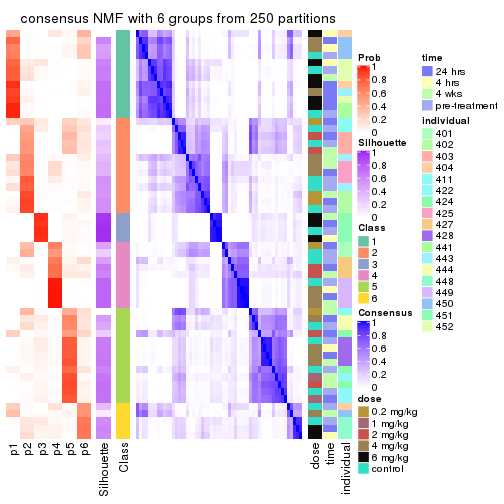 consensus NMF with 6 groups from 250 partitions
p1
p2
p3
p4
p5
p6
Silhouette
Class
dose
time
individual
Prob
1
0.8
0.6
0.4
0.2
0
Silhouette
1
0.8
0.6
0.4
0.2
0
Class
1
2
3
4
5
6
Consensus
1
0.8
0.6
0.4
0.2
0
dose
0.2 mg/kg
1 mg/kg
2 mg/kg
4 mg/kg
6 mg/kg
control
time
24 hrs
4 hrs
4 wks
pre-treatment
individual
401
402
403
404
411
422
424
425
427
428
441
443
444
448
449
450
451
452